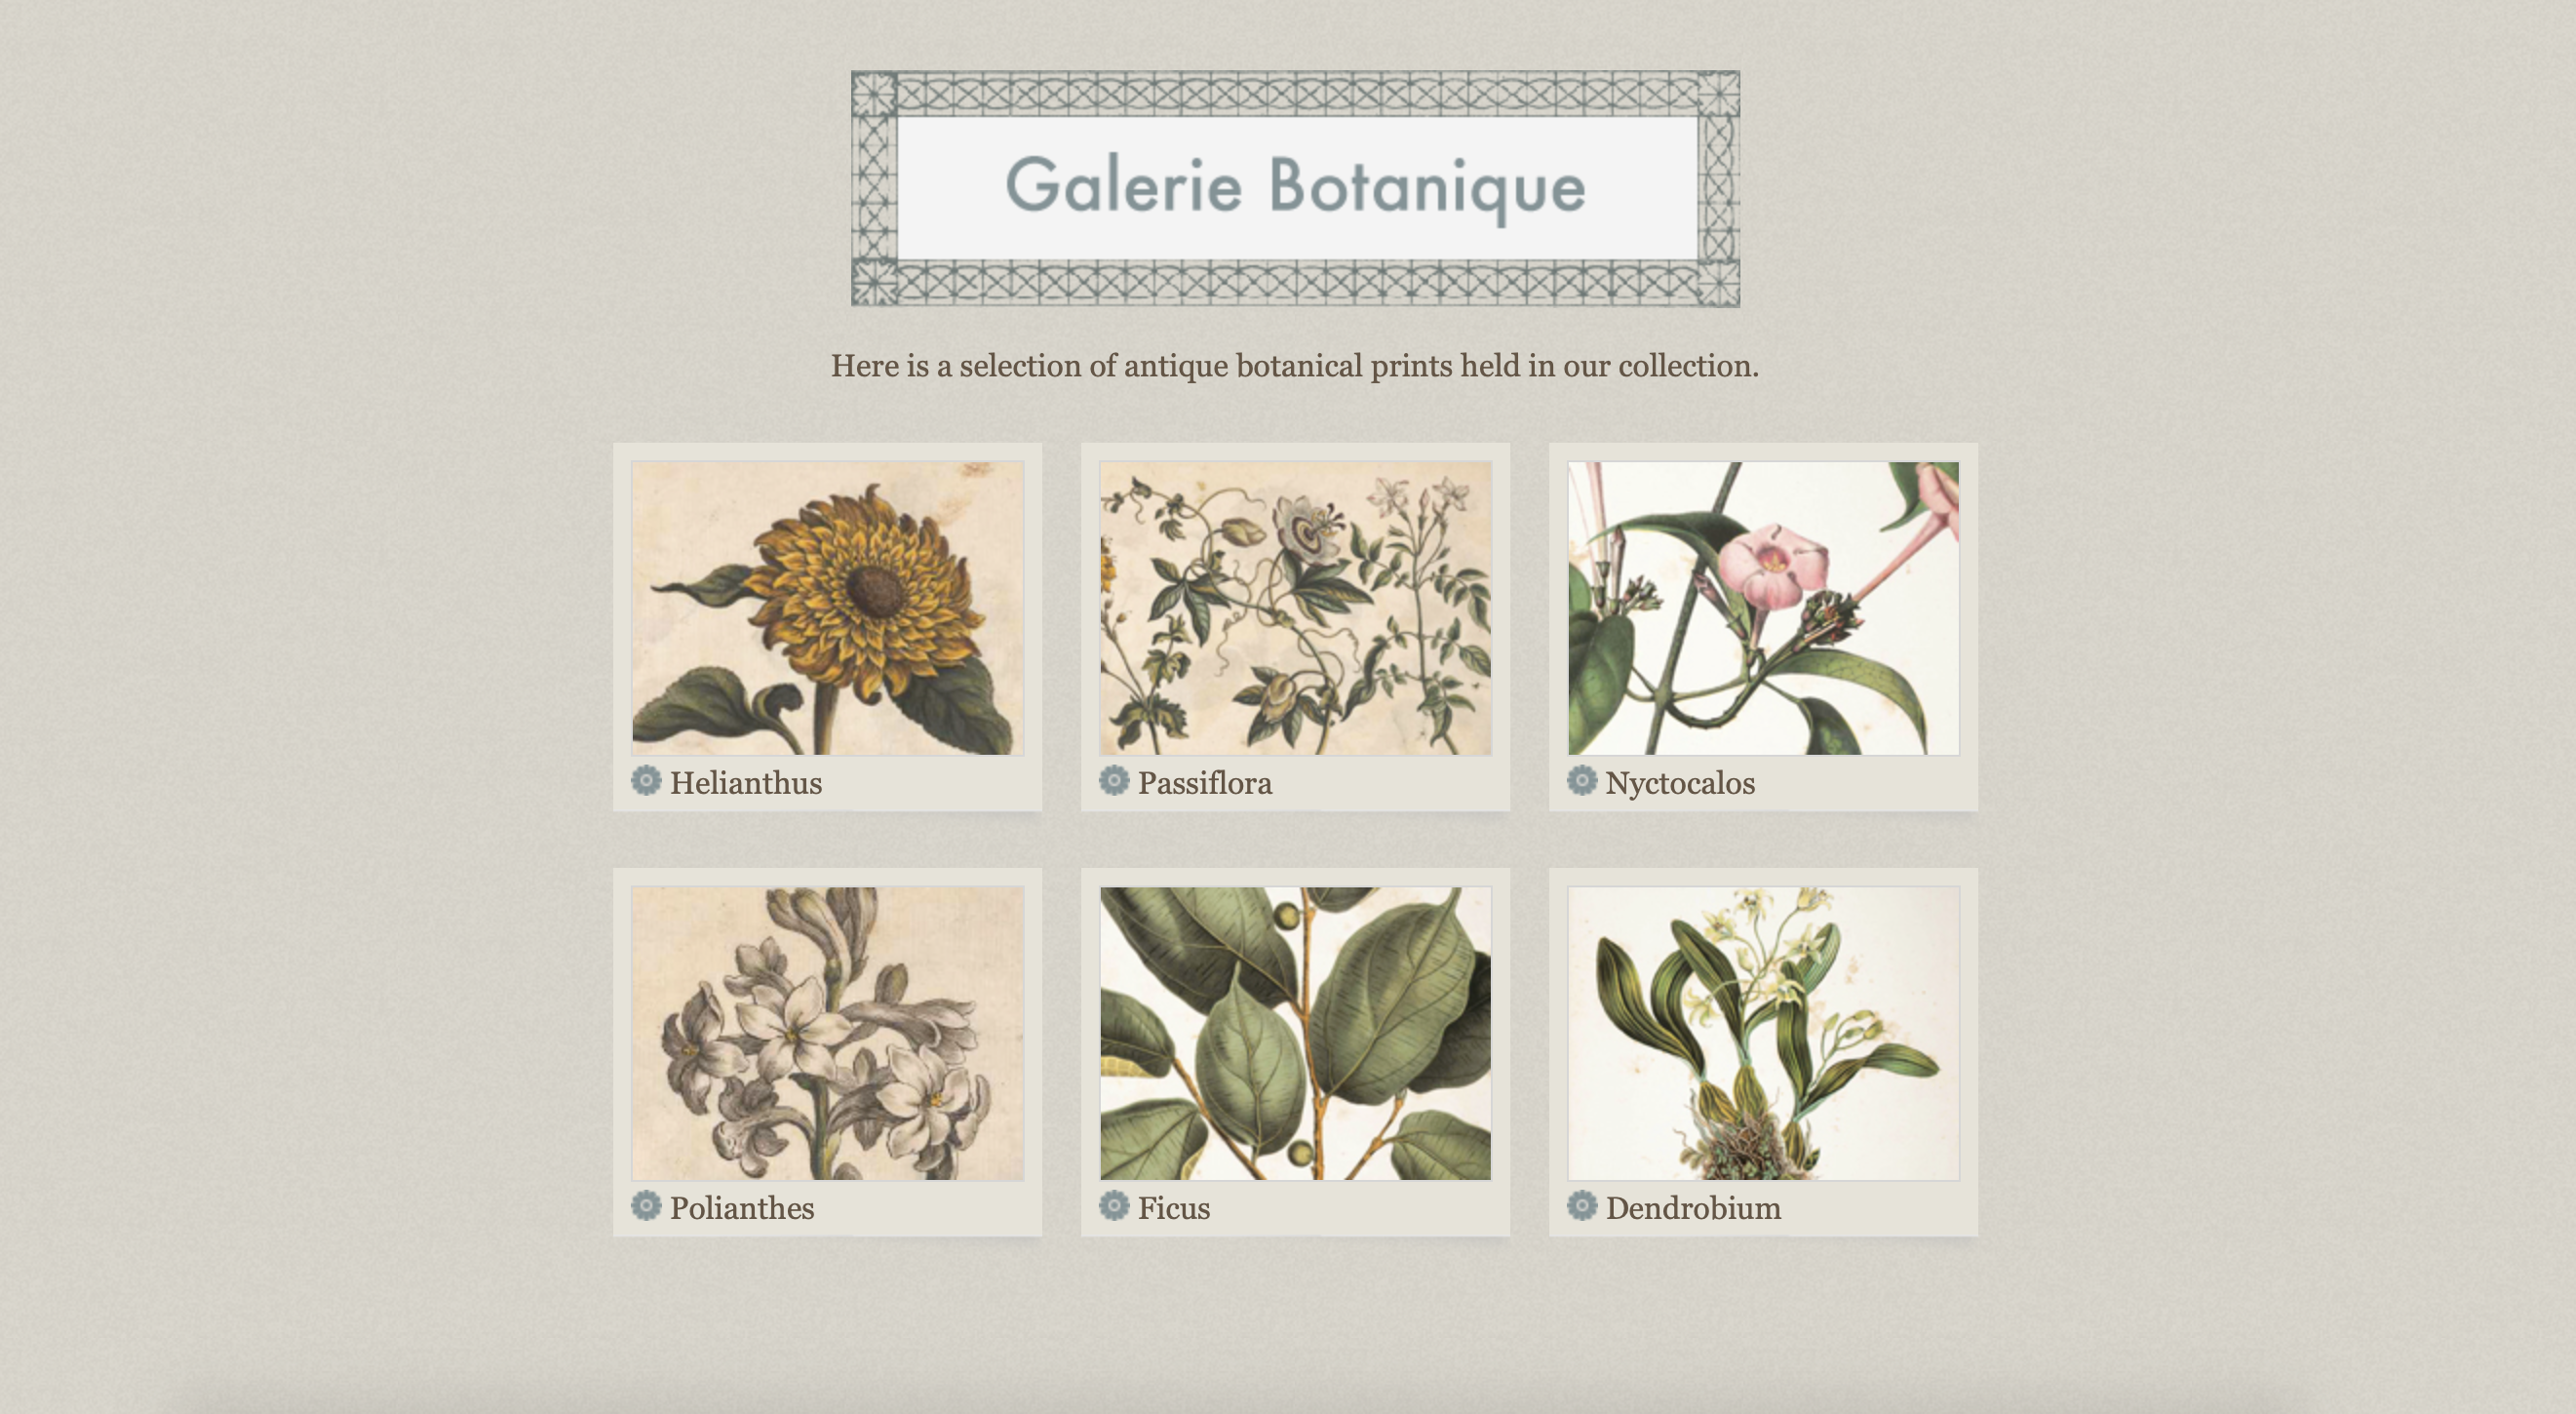 Galerie Botanique
Here is a selection of antique botanical prints held in our collection.
Helianthus
Passiflora
Nyctocalos
Polianthes
Ficus
Dendrobium